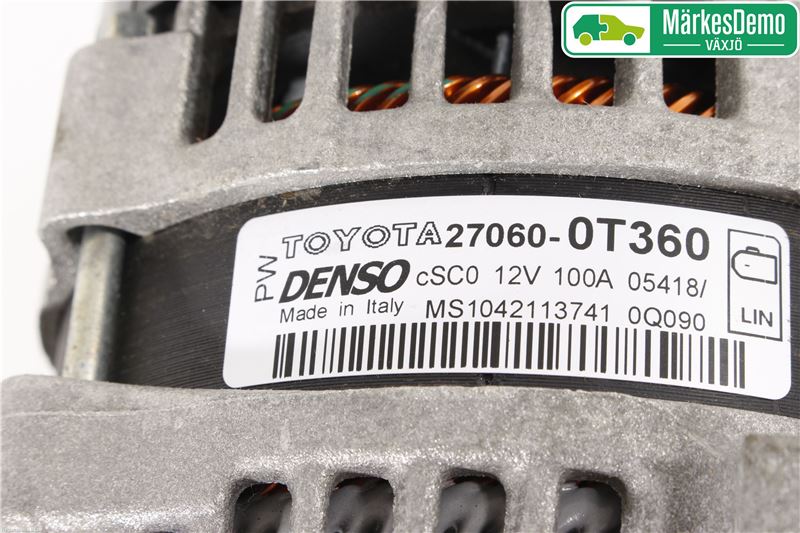 MärkesDemo
VÄXJÖ
PW
TOYOTA 27060-0T360
DENSO cSC0 12V 100A 05418/
Made in Italy MS1042113741 0Q090
LIN